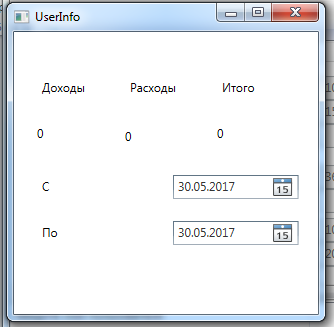 UserInfo
Доходы Расходы Итого
0 0 0
С 30.05.2017 15
По 30.05.2017 15